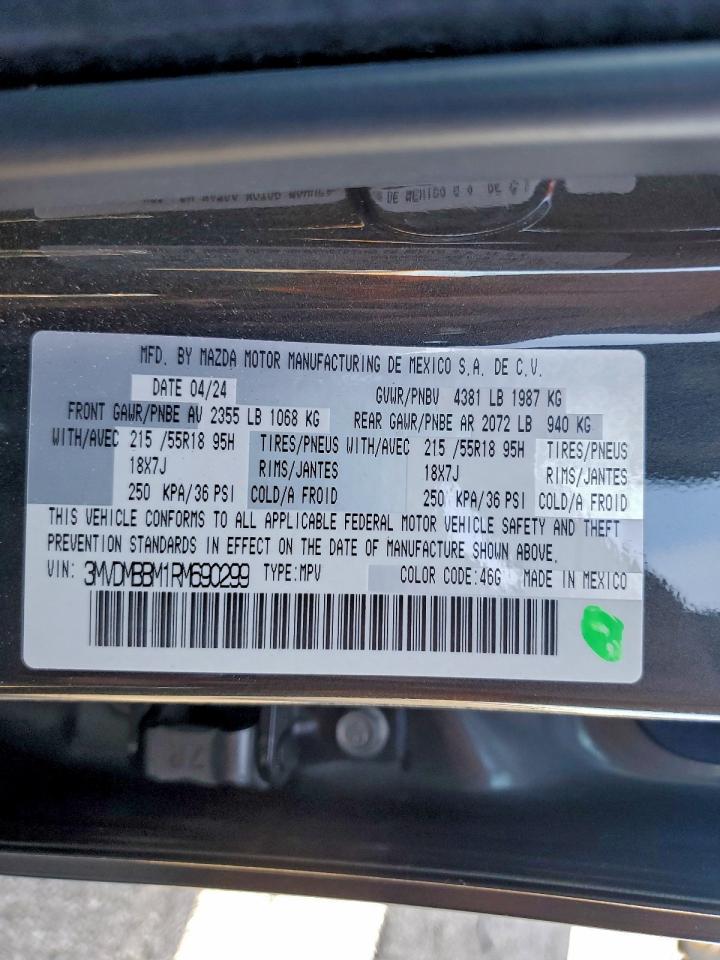 MFD. BY MAZDA MOTOR MANUFACTURING DE MEXICO S.A. DE C.V.
DATE 04/24 GVWR/PNBV 4381 LB 1987 KG
FRONT GAWR/PNBE AV 2355 LB 1068 KG REAR GAWR/PNBE AR 2072 LB 940 KG
WITH/AVEC 215 /55R18 95H TIRES/PNEUS WITH/AVEC 215 /55R18 95H TIRES/PNEUS
18X7J RIMS/JANTES 18X7J RIMS/JANTES
250 KPA/36 PSI COLD/A FROID 250 KPA/36 PSI COLD/A FROID
THIS VEHICLE CONFORMS TO ALL APPLICABLE FEDERAL MOTOR VEHICLE SAFETY AND THEFT
PREVENTION STANDARDS IN EFFECT ON THE DATE OF MANUFACTURE SHOWN ABOVE.
VIN: 3MVDMBBM1RM690299 TYPE:MPV COLOR CODE:46G MADE IN MEXICO